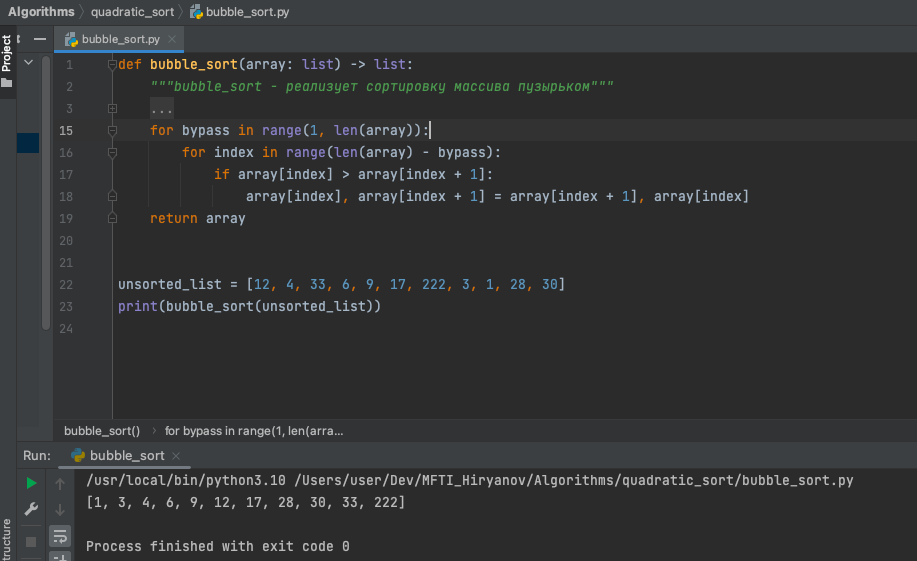 Algorithms quadratic_sort bubble_sort.py
Project
bubble_sort.py
1 def bubble_sort(array: list) -> list:
2 """bubble_sort - реализует сортировку массива пузырьком"""
3 ...
15 for bypass in range(1, len(array)):
16 for index in range(len(array) - bypass):
17 if array[index] > array[index + 1]:
18 array[index], array[index + 1] = array[index + 1], array[index]
19 return array
20
21
22 unsorted_list = [12, 4, 33, 6, 9, 17, 222, 3, 1, 28, 30]
23 print(bubble_sort(unsorted_list))
24
bubble_sort() for bypass in range(1, len(arra...
Run: bubble_sort
/usr/local/bin/python3.10 /Users/user/Dev/MFTI_Hiryanov/Algorithms/quadratic_sort/bubble_sort.py
[1, 3, 4, 6, 9, 12, 17, 28, 30, 33, 222]
Process finished with exit code 0
tructure